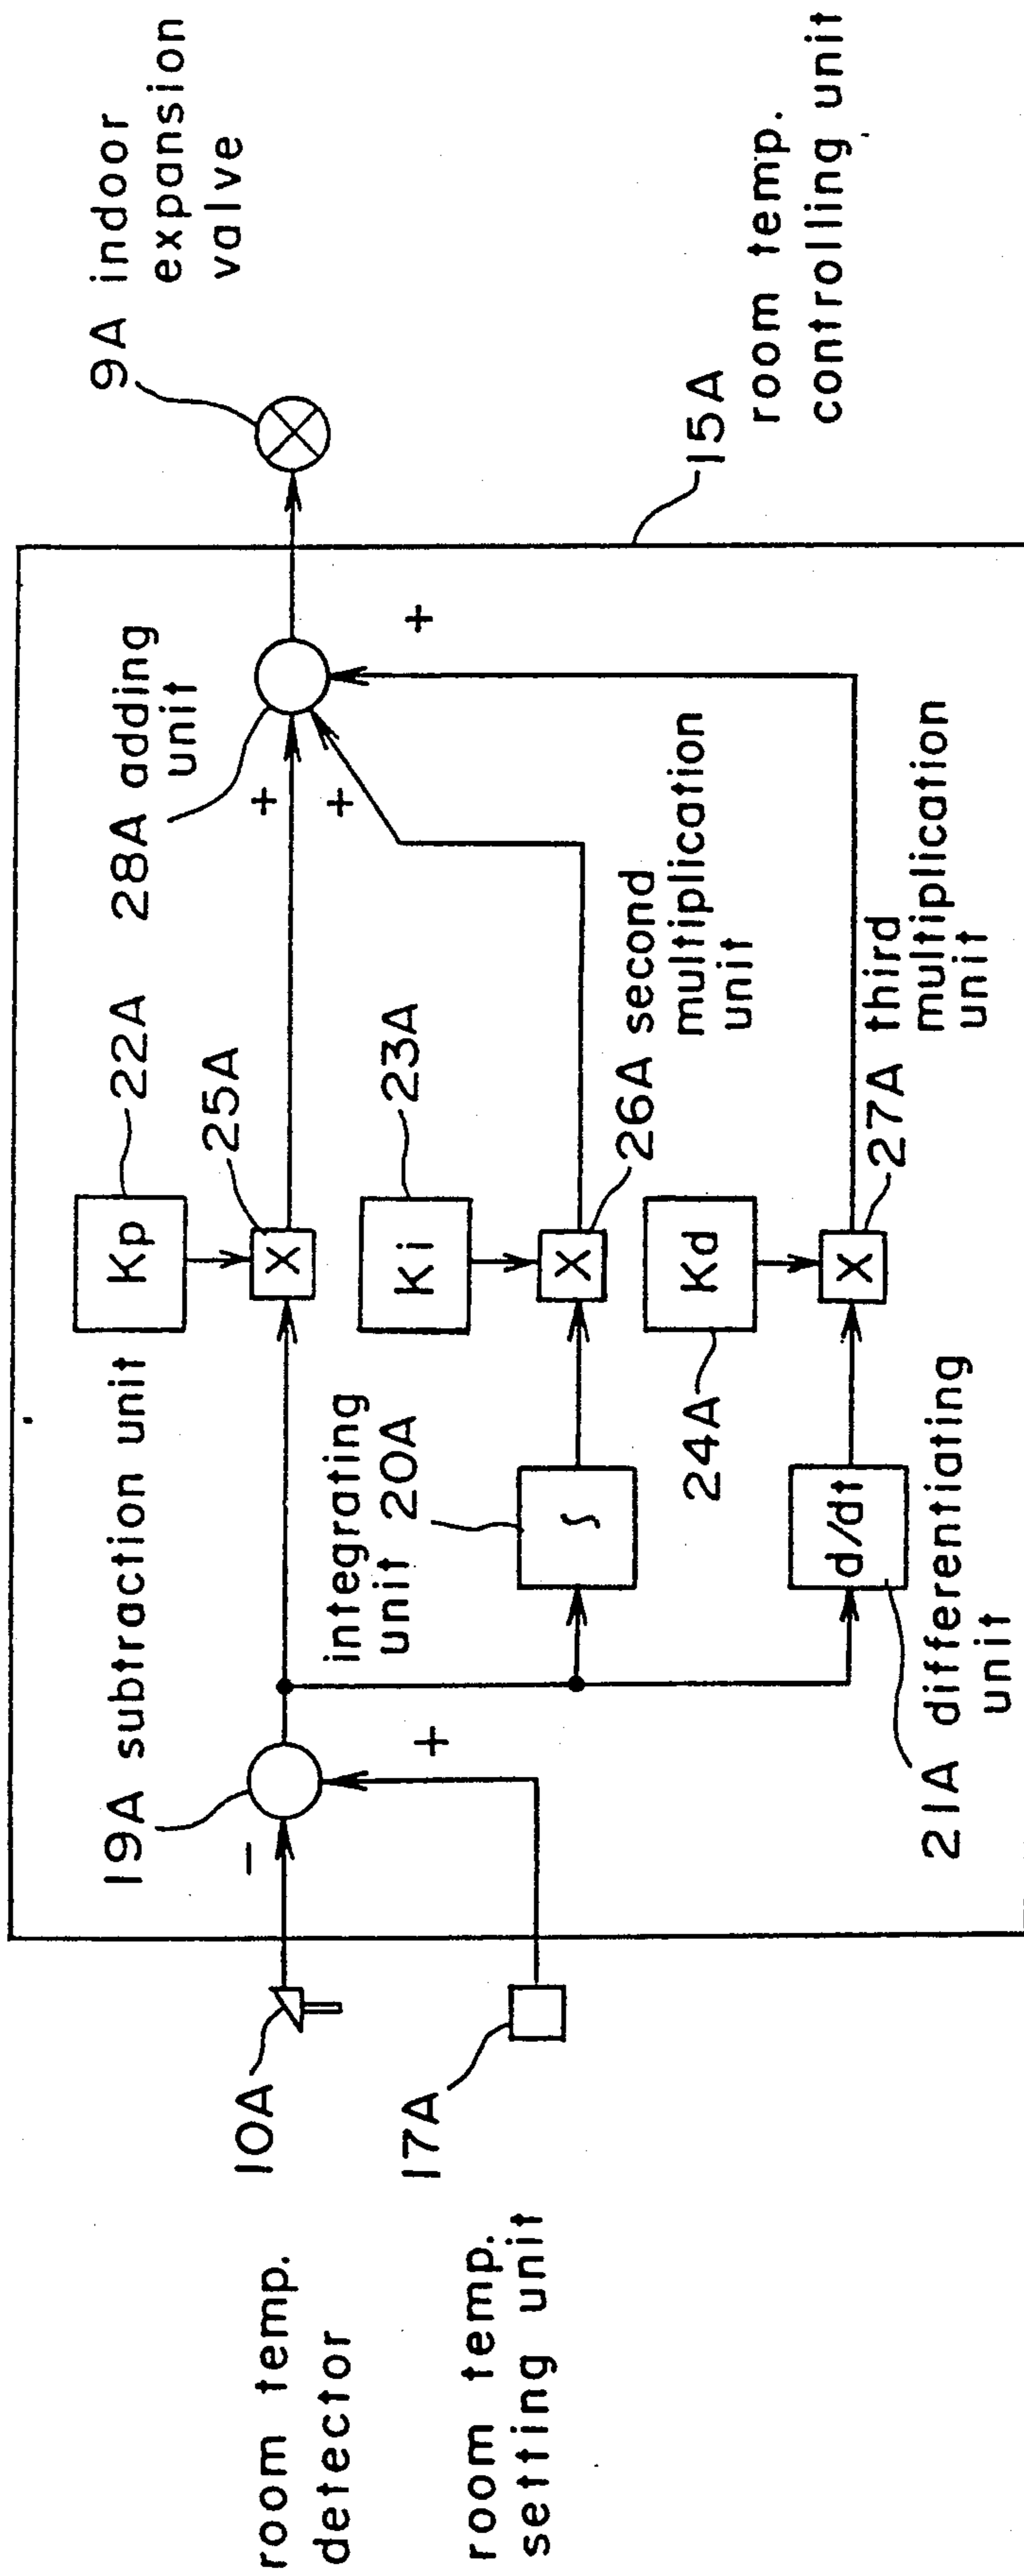 room temp.
detector
10A
room temp.
setting unit
17A
19A subtraction unit
−
+
integrating
unit 20A
∫
21A differentiating
unit
d/dt
Kp
22A
X
25A
Ki
23A
X
26A second
multiplication
unit
Kd
24A
X
27A third
multiplication
unit
28A adding
unit
+
+
+
9A indoor
expansion
valve
15A
room temp.
controlling unit